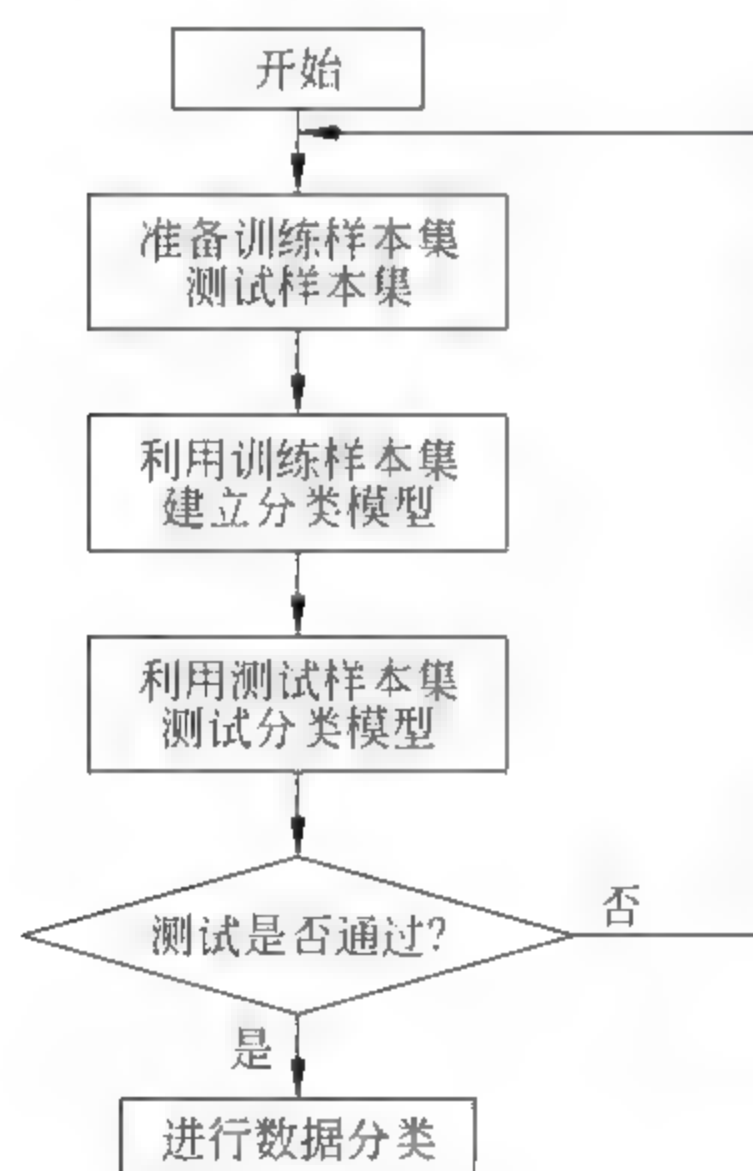 开始
准备训练样本集
测试样本集
利用训练样本集
建立分类模型
利用测试样本集
测试分类模型
测试是否通过?
否
是
进行数据分类